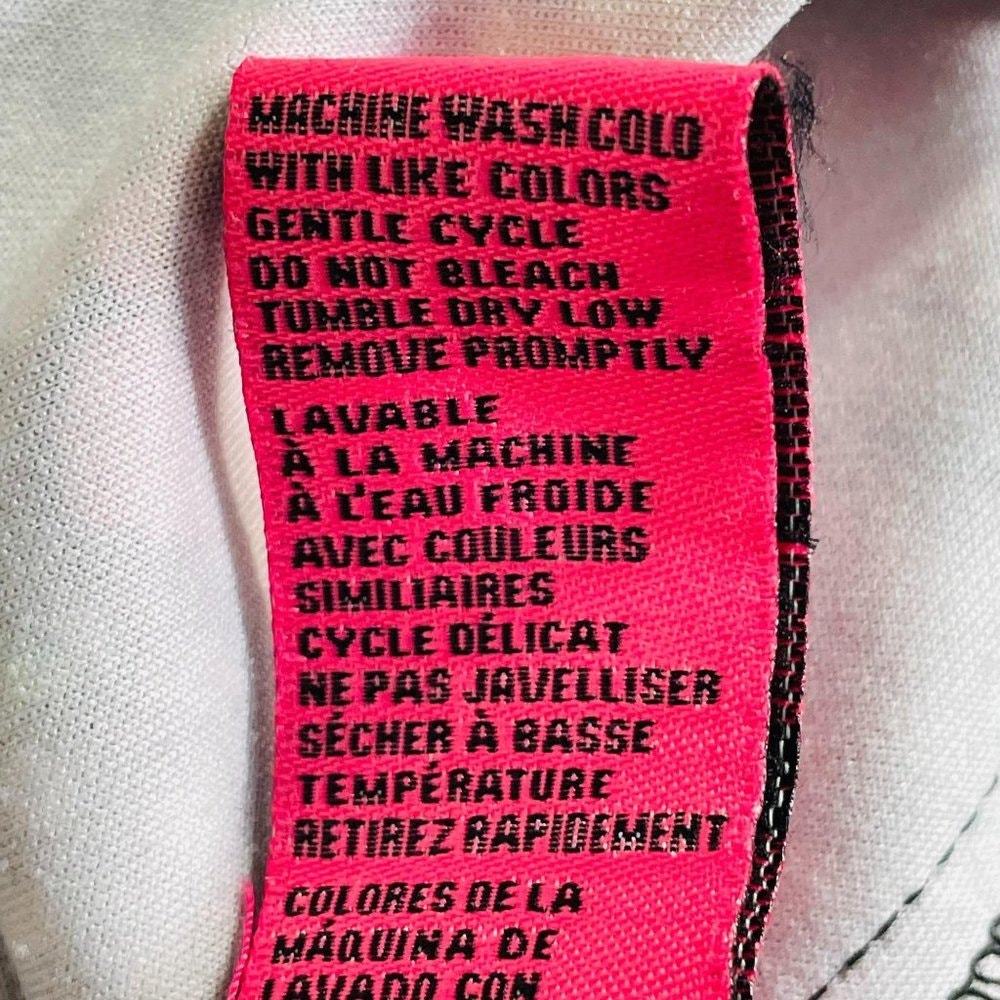 MACHINE WASH COLD
WITH LIKE COLORS
GENTLE CYCLE
DO NOT BLEACH
TUMBLE DRY LOW
REMOVE PROMPTLY
LAVABLE
À LA MACHINE
À L'EAU FROIDE
AVEC COULEURS
SIMILIAIRES
CYCLE DÉLICAT
NE PAS JAVELLISER
SÉCHER À BASSE
TEMPÉRATURE
RETIREZ RAPIDEMENT
COLORES DE LA
MÁQUINA DE
LAVADO CON